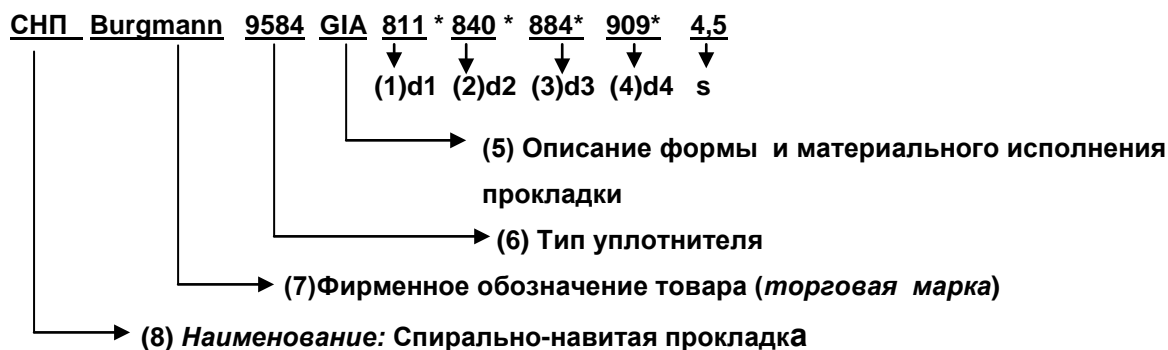 СНП Burgmann 9584 GIA 811 * 840 * 884* 909* 4,5
(1)d1 (2)d2 (3)d3 (4)d4 s
(5) Описание формы и материального исполнения
прокладки
(6) Тип уплотнителя
(7)Фирменное обозначение товара (торговая марка)
(8) Наименование: Спирально-навитая прокладка